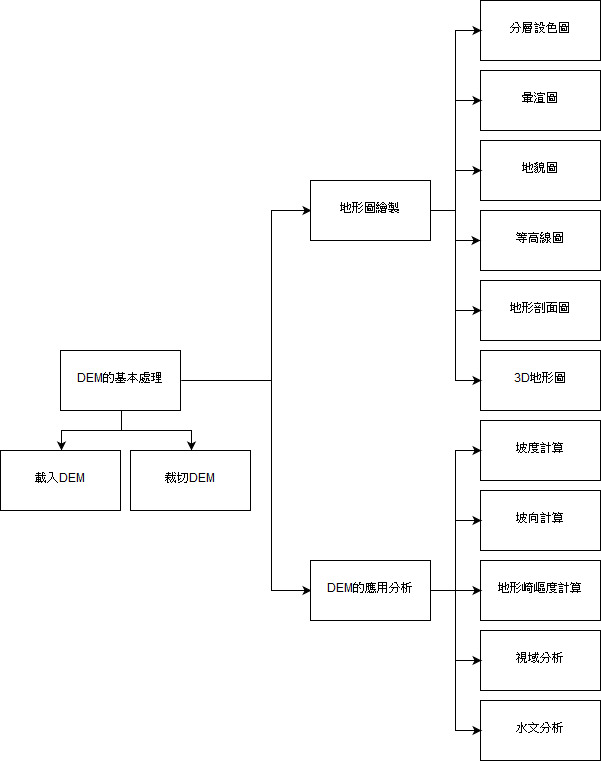 分層設色圖
暈渲圖
地貌圖
地形圖繪製
等高線圖
地形剖面圖
DEM的基本處理
3D地形圖
載入DEM
裁切DEM
坡度計算
坡向計算
DEM的應用分析
地形崎嶇度計算
視域分析
水文分析